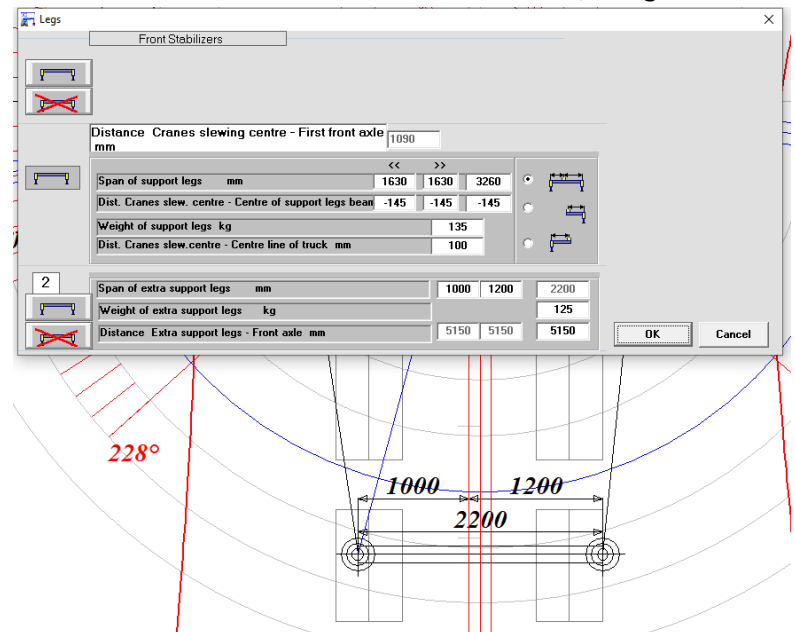 Legs
Front Stabilizers
Distance Cranes slewing centre - First front axle
mm
1090
<< >>
Span of support legs mm 1630 1630 3260
Dist. Cranes slew. centre - Centre of support legs bean -145 -145 -145
Weight of support legs kg 135
Dist. Cranes slew.centre - Centre line of truck mm 100
2
Span of extra support legs mm 1000 1200 2200
Weight of extra support legs kg 125
Distance Extra support legs - Front axle mm 5150 5150 5150
OK Cancel
228°
1000 1200
2200